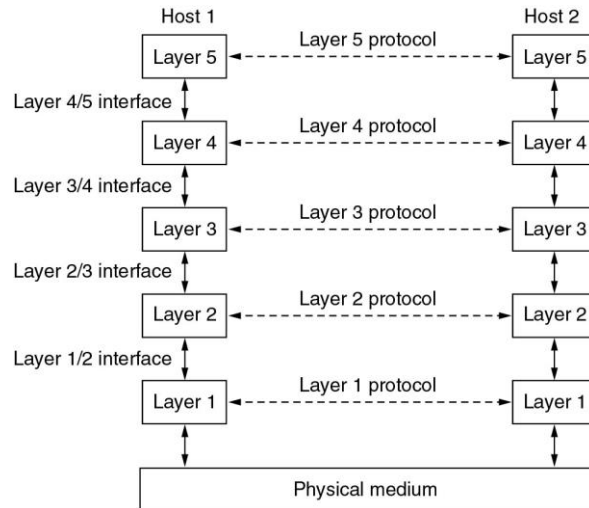 Host 1 Host 2
Layer 5 protocol
Layer 5 Layer 5
Layer 4/5 interface
Layer 4 protocol
Layer 4 Layer 4
Layer 3/4 interface
Layer 3 protocol
Layer 3 Layer 3
Layer 2/3 interface
Layer 2 protocol
Layer 2 Layer 2
Layer 1/2 interface
Layer 1 protocol
Layer 1 Layer 1
Physical medium